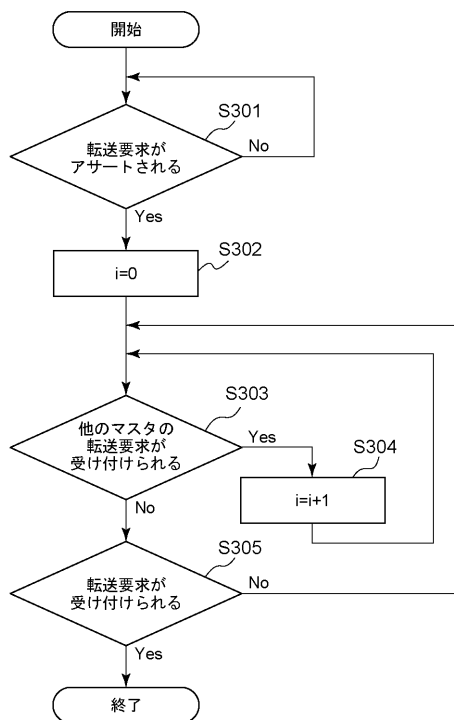 開始
S301
転送要求が
アサートされる
No
Yes
S302
i=0
S303
他のマスタの
転送要求が
受け付けられる
Yes
S304
i=i+1
No
S305
転送要求が
受け付けられる
No
Yes
終了